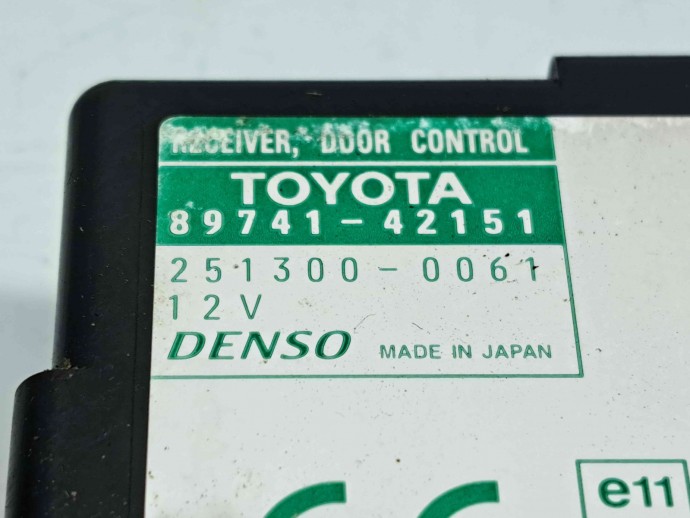 RECEIVER, DOOR CONTROL
TOYOTA
89741-42151
251300-0061
12V
DENSO MADE IN JAPAN
e11